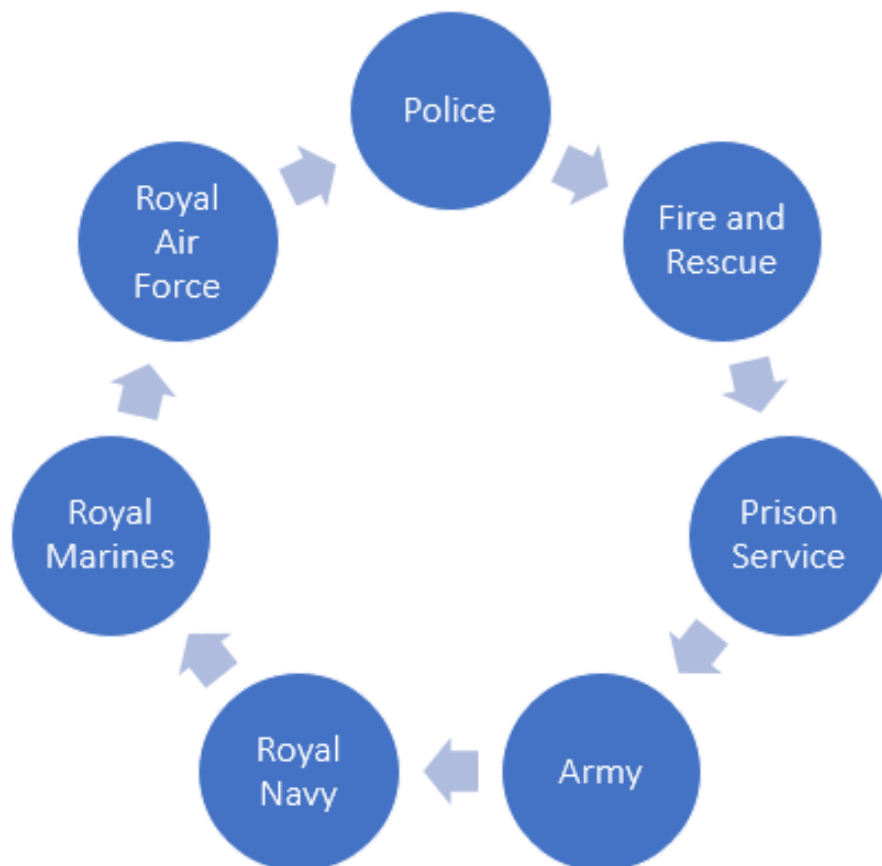 Police
Fire and
Rescue
Prison
Service
Army
Royal
Navy
Royal
Marines
Royal
Air
Force